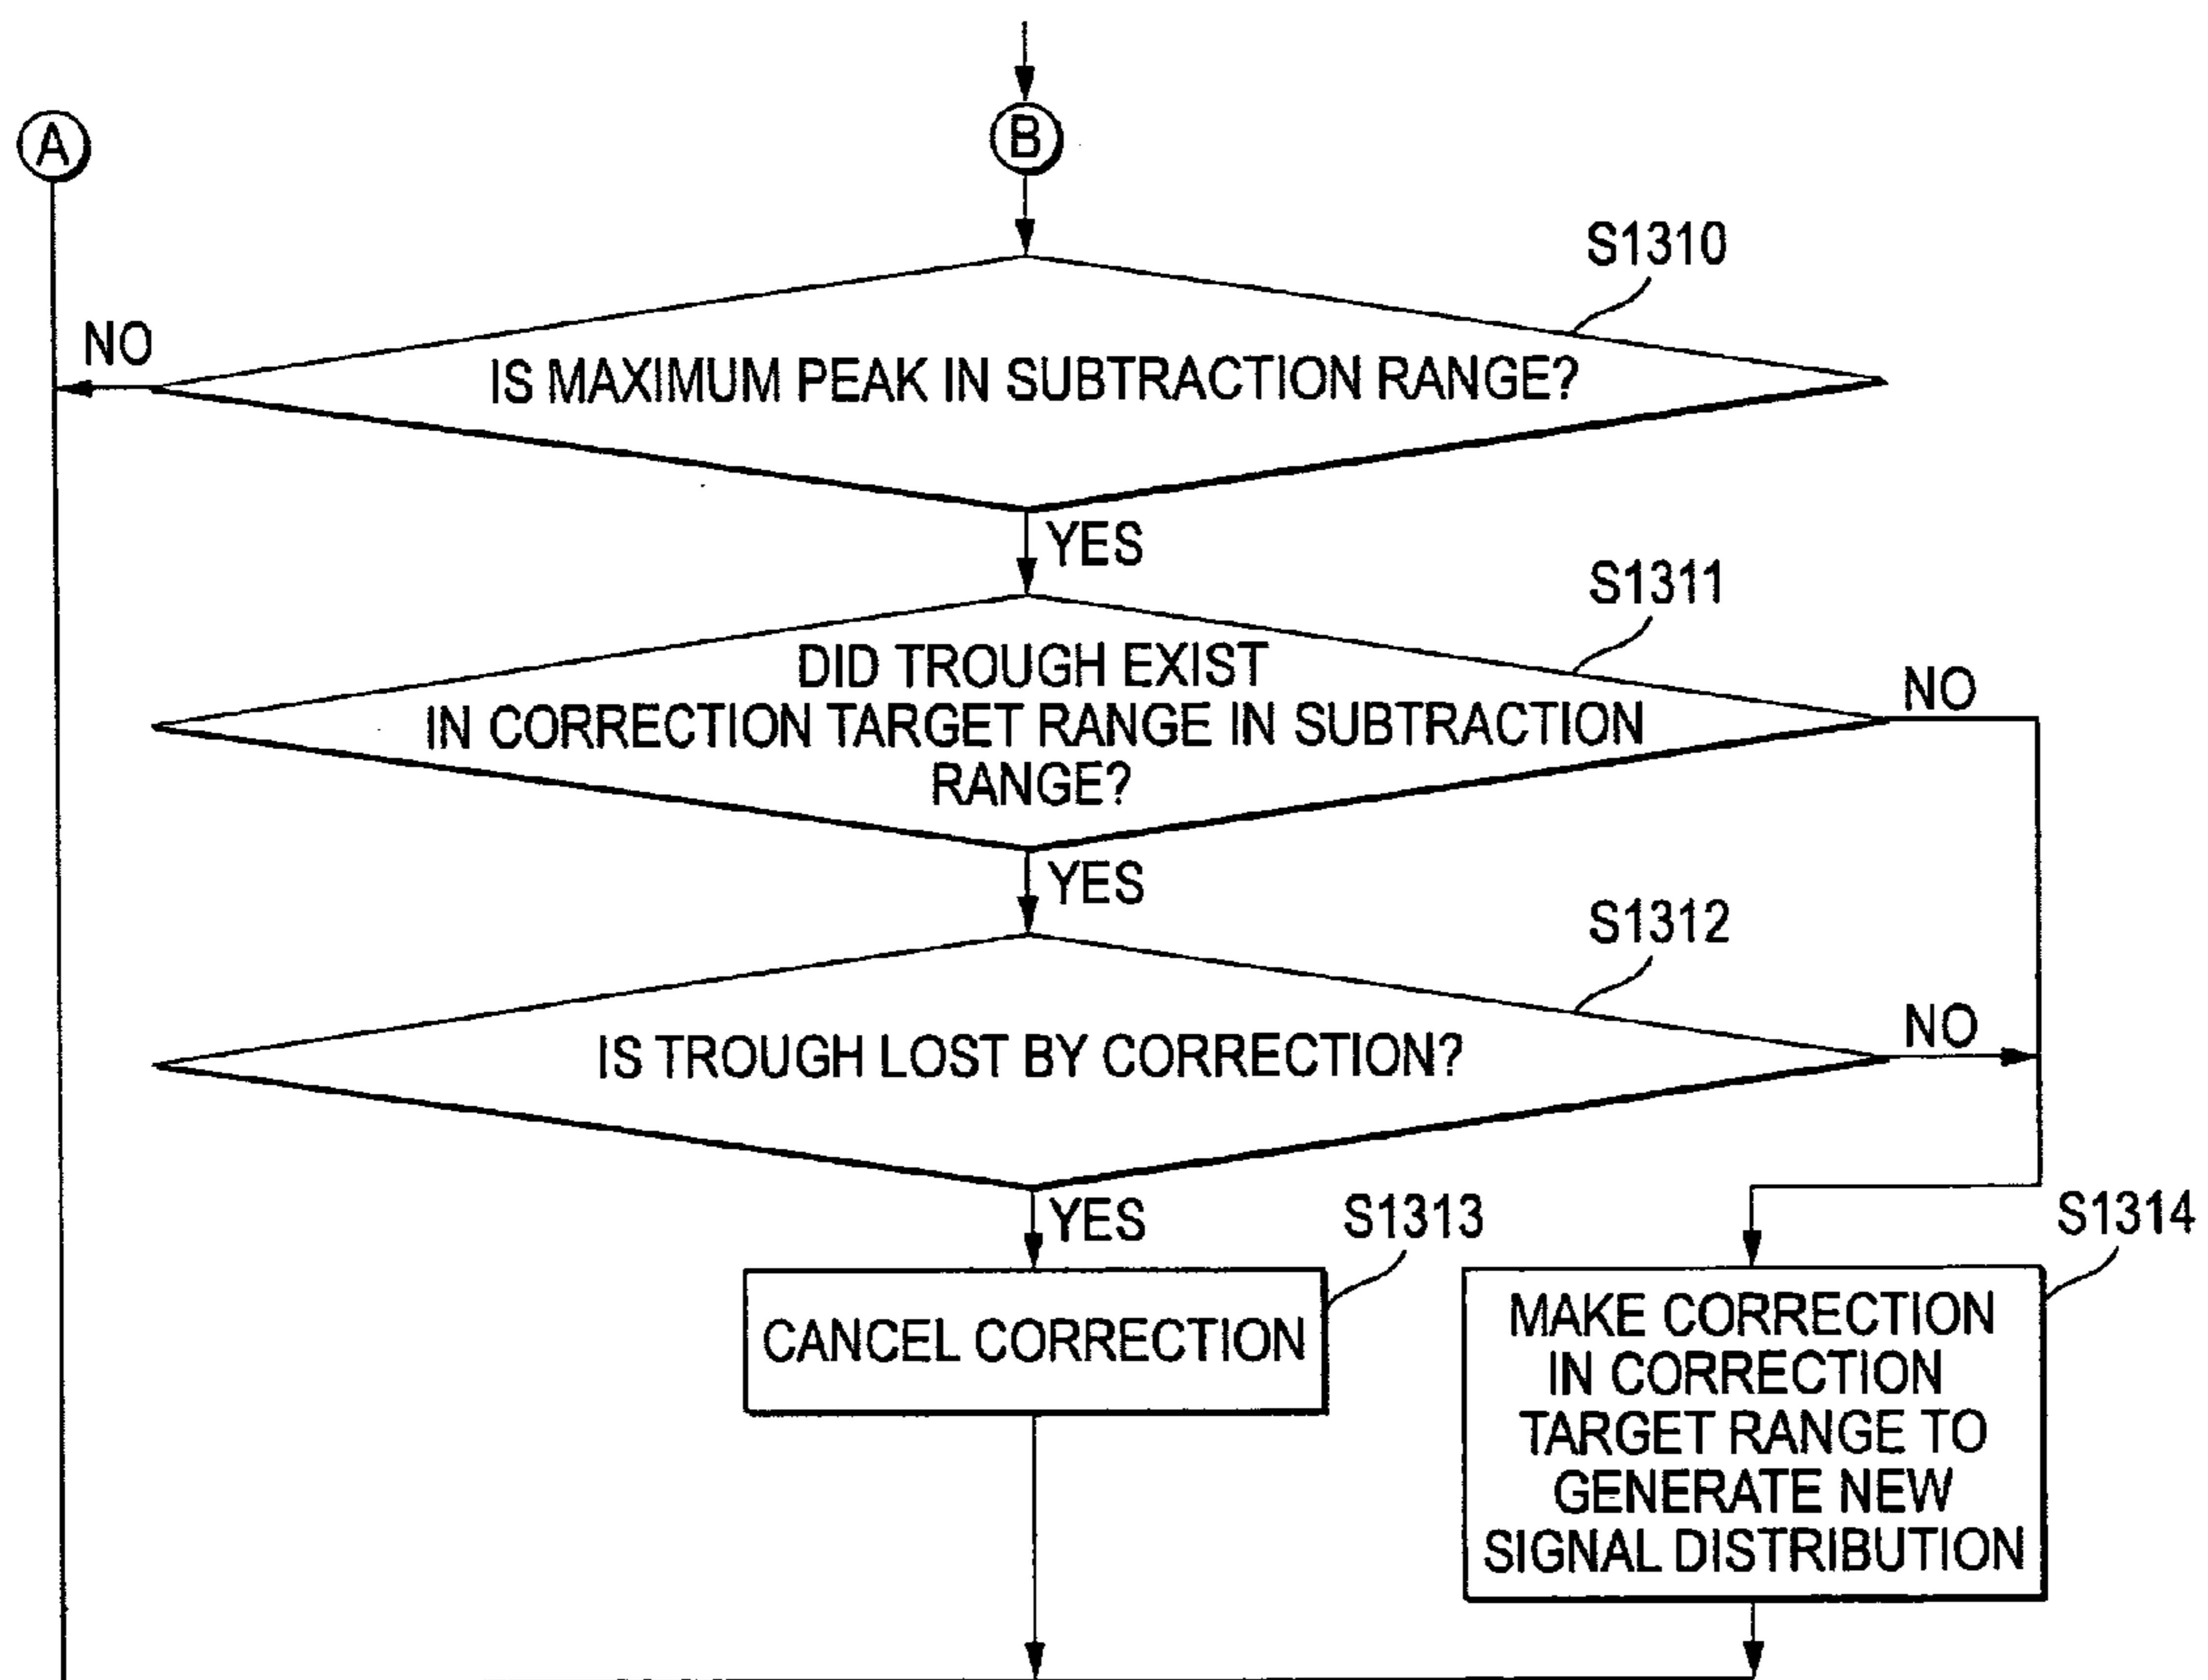 A
B
S1310
NO
IS MAXIMUM PEAK IN SUBTRACTION RANGE?
YES
S1311
DID TROUGH EXIST
IN CORRECTION TARGET RANGE IN SUBTRACTION
RANGE?
NO
YES
S1312
IS TROUGH LOST BY CORRECTION?
NO
YES
S1313
S1314
CANCEL CORRECTION
MAKE CORRECTION
IN CORRECTION
TARGET RANGE TO
GENERATE NEW
SIGNAL DISTRIBUTION